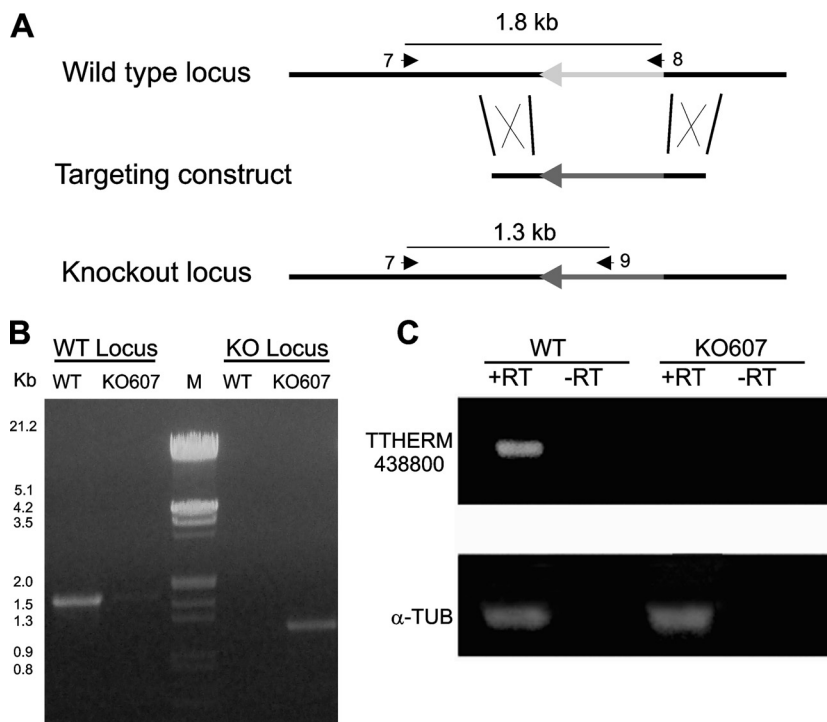 A
1.8 kb
7 8
Wild type locus
Targeting construct
1.3 kb
7 9
Knockout locus
B
WT Locus KO Locus
Kb WT KO607 M WT KO607
21.2
5.1
4.2
3.5
2.0
1.5
1.3
0.9
0.8
C
WT KO607
+RT -RT +RT -RT
TTHERM
438800
α-TUB